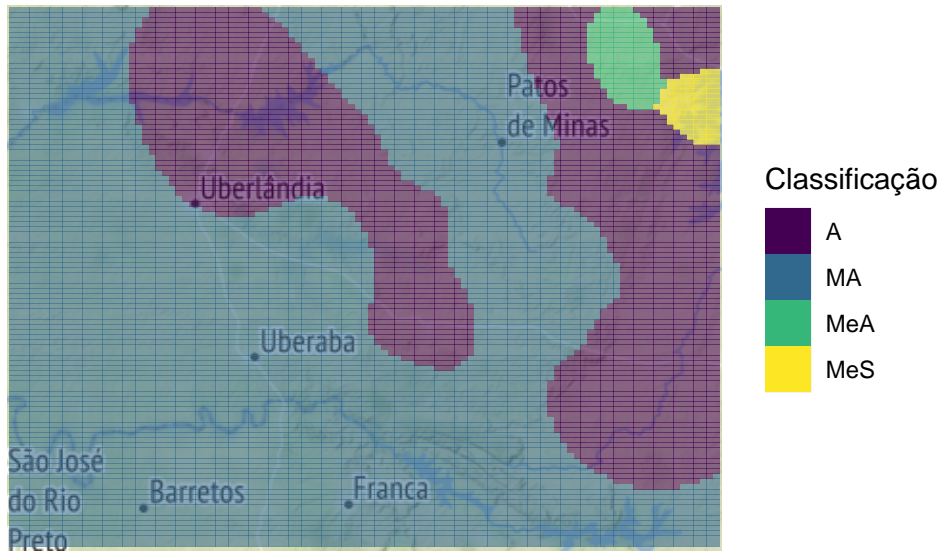 Patos
de Minas
Uberlândia
Uberaba
São José
do Rio
Preto
Barretos
Franca
Classificação
A
MA
MeA
MeS